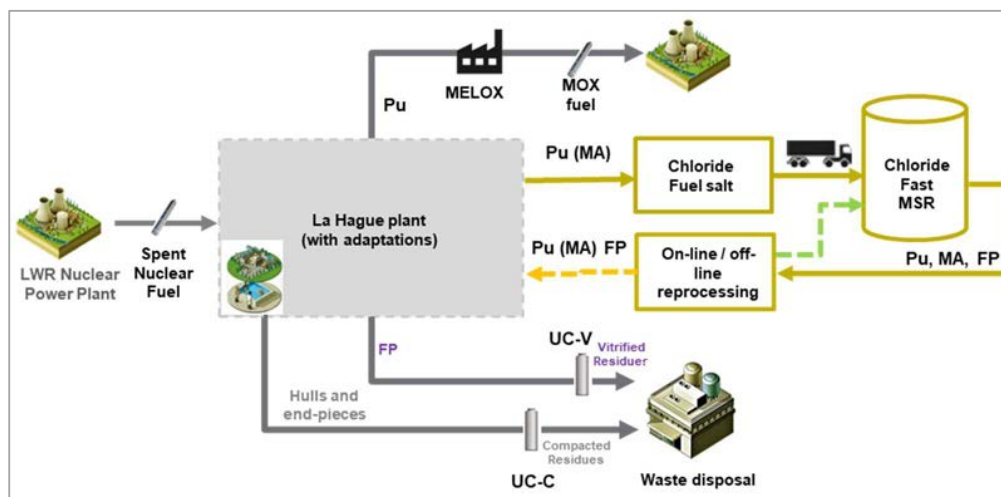 MELOX
MOX
fuel
Pu
Pu (MA)
Chloride
Fuel salt
Chloride
Fast
MSR
La Hague plant
(with adaptations)
LWR Nuclear
Power Plant
Spent
Nuclear
Fuel
Pu (MA) FP
On-line / off-
line
reprocessing
Pu, MA, FP
FP
UC-V
Vitrified
Residuer
Hulls and
end-pieces
Compacted
Residues
UC-C
Waste disposal